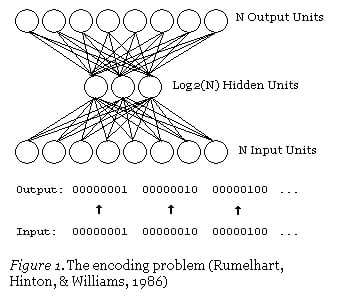 N Output Units
Log2(N) Hidden Units
N Input Units
Output: 00000001 00000010 00000100 ...
Input: 00000001 00000010 00000100 ...
Figure 1. The encoding problem (Rumelhart,
Hinton, & Williams, 1986)